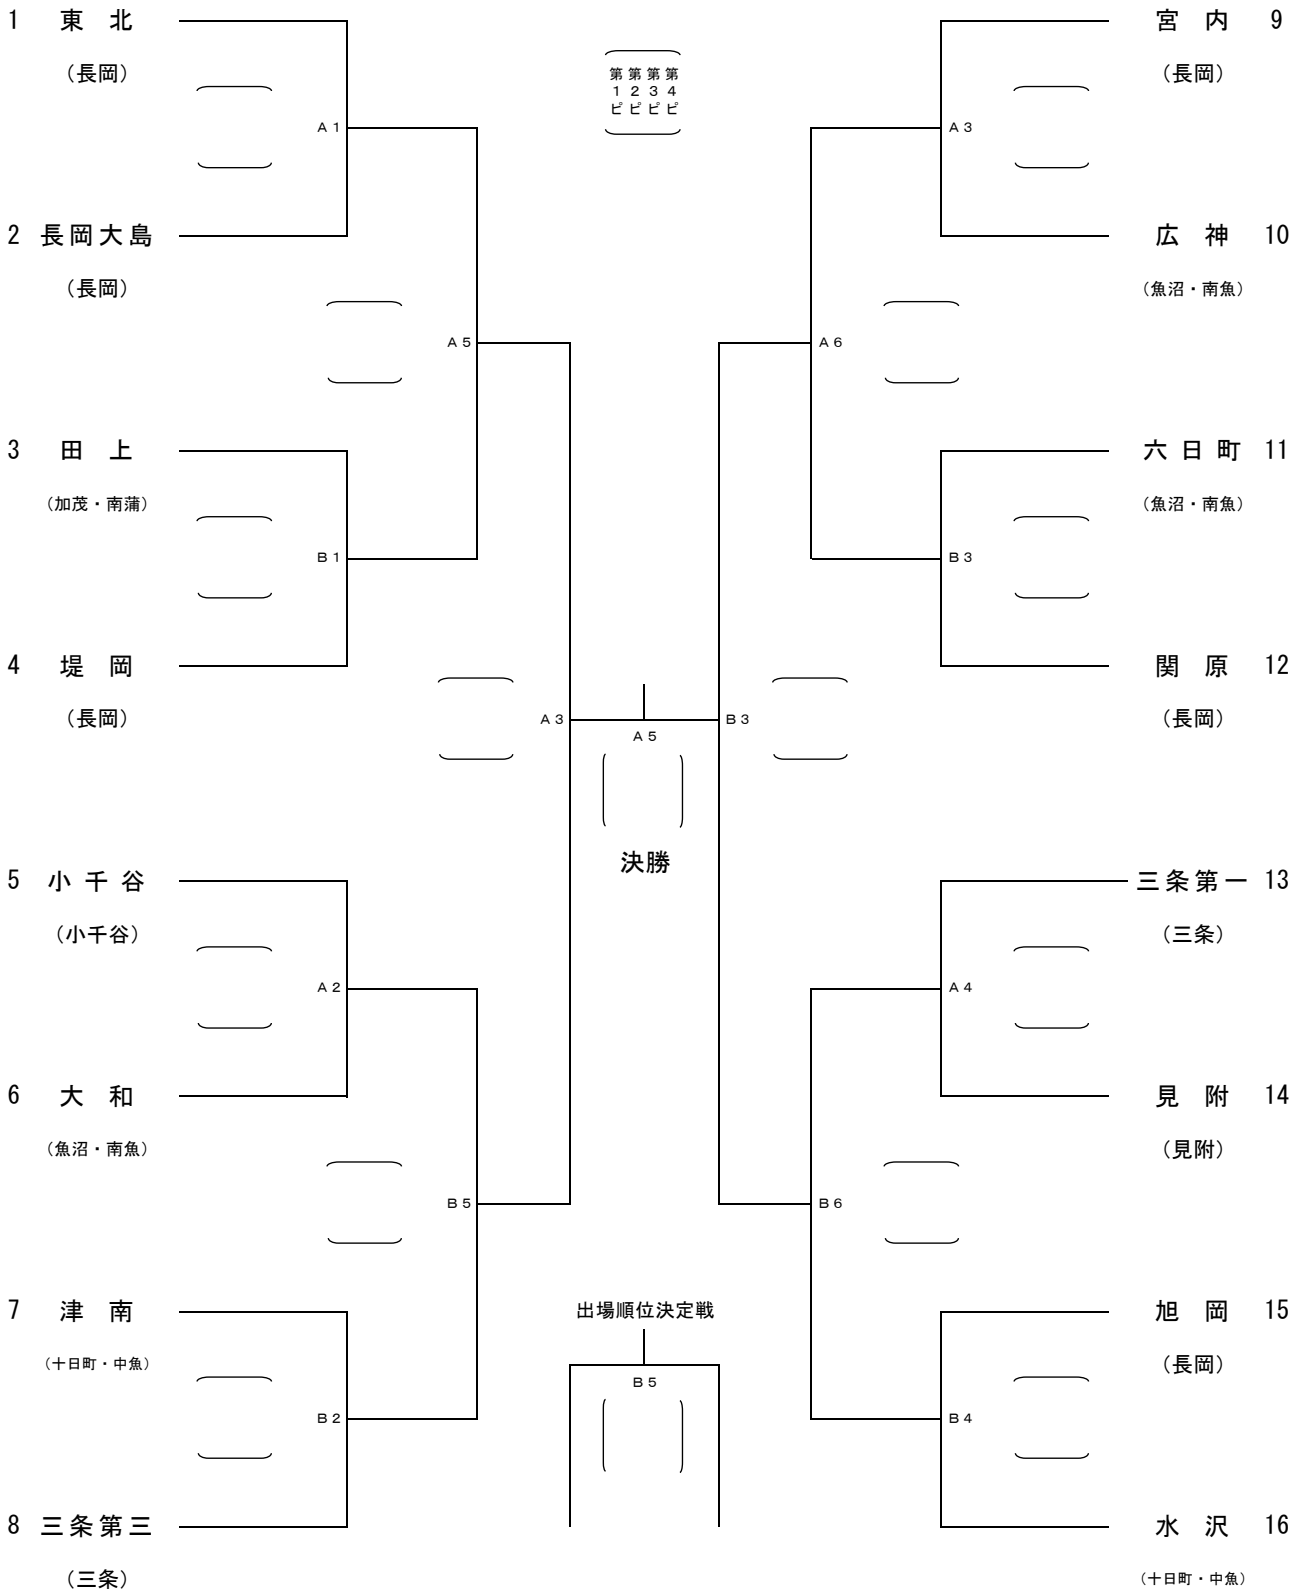 1 東 北
(長岡)
A1
2 長岡大島
(長岡)
A5
3 田 上
(加茂・南蒲)
B1
4 堤 岡
(長岡)
A3
5 小 千 谷
(小千谷)
A2
6 大 和
(魚沼・南魚)
B5
7 津 南
(十日町・中魚)
B2
8 三条第三
(三条)
第1ピ
第2ピ
第3ピ
第4ピ
A5
決勝
出場順位決定戦
B5
宮 内 9
(長岡)
A3
広 神 10
(魚沼・南魚)
A6
六 日 町 11
(魚沼・南魚)
B3
関 原 12
(長岡)
B3
三条第一 13
(三条)
A4
見 附 14
(見附)
B6
旭 岡 15
(長岡)
B4
水 沢 16
(十日町・中魚)